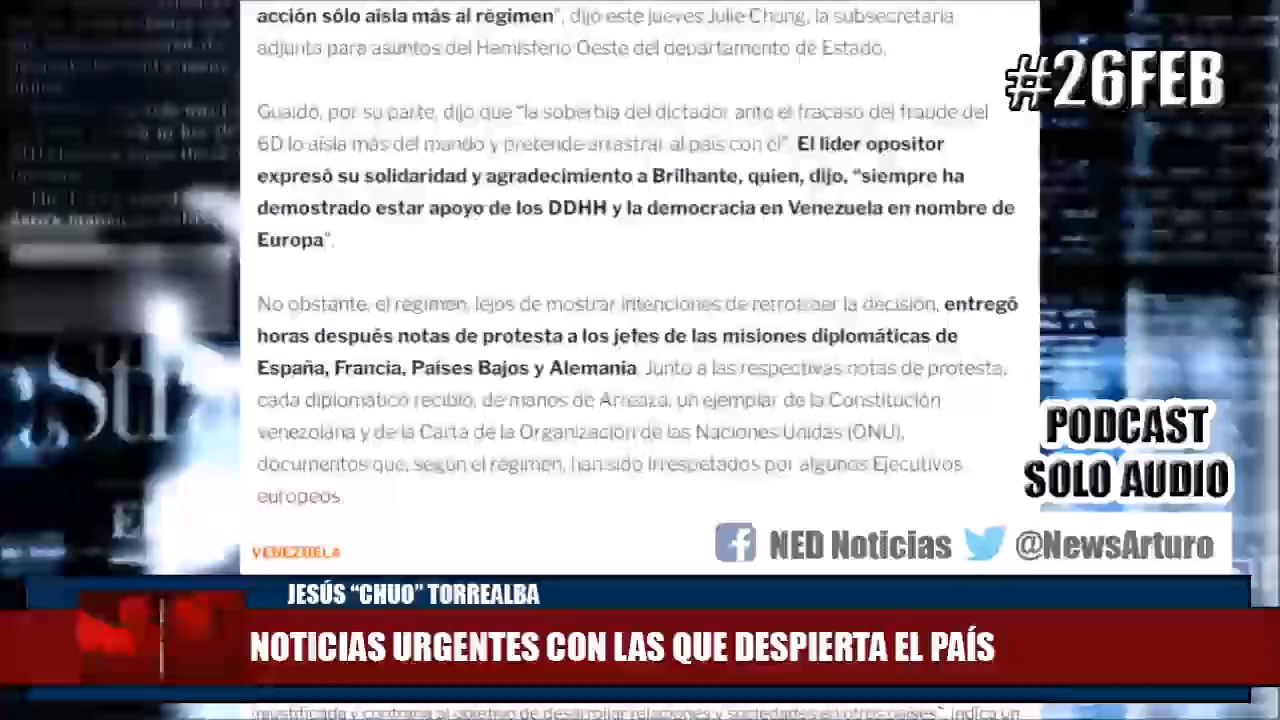 acción sólo aísla más al régimen", dijo este jueves Julie Chung, la subsecretaria
adjunta para asuntos del Hemisferio Oeste del departamento de Estado.
#26FEB
Guaidó, por su parte, dijo que "la soberbia del dictador ante el fracaso del fraude del
6D lo aísla más del mundo y pretende arrastrar al país con él". El líder opositor
expresó su solidaridad y agradecimiento a Brilhante, quien, dijo, "siempre ha
demostrado estar apoyo de los DDHH y la democracia en Venezuela en nombre de
Europa".
No obstante, el régimen, lejos de mostrar intenciones de retrotraer la decisión, entregó
horas después notas de protesta a los jefes de las misiones diplomáticas de
España, Francia, Países Bajos y Alemania. Junto a las respectivas notas de protesta,
cada diplomático recibió, de manos de Arreaza, un ejemplar de la Constitución
venezolana y de la Carta de la Organización de las Naciones Unidas (ONU),
documentos que, según el régimen, han sido irrespetados por algunos Ejecutivos
europeos.
PODCAST
SOLO AUDIO
NED Noticias @NewsArturo
VENEZUELA
JESÚS "CHUO" TORREALBA
NOTICIAS URGENTES CON LAS QUE DESPIERTA EL PAÍS